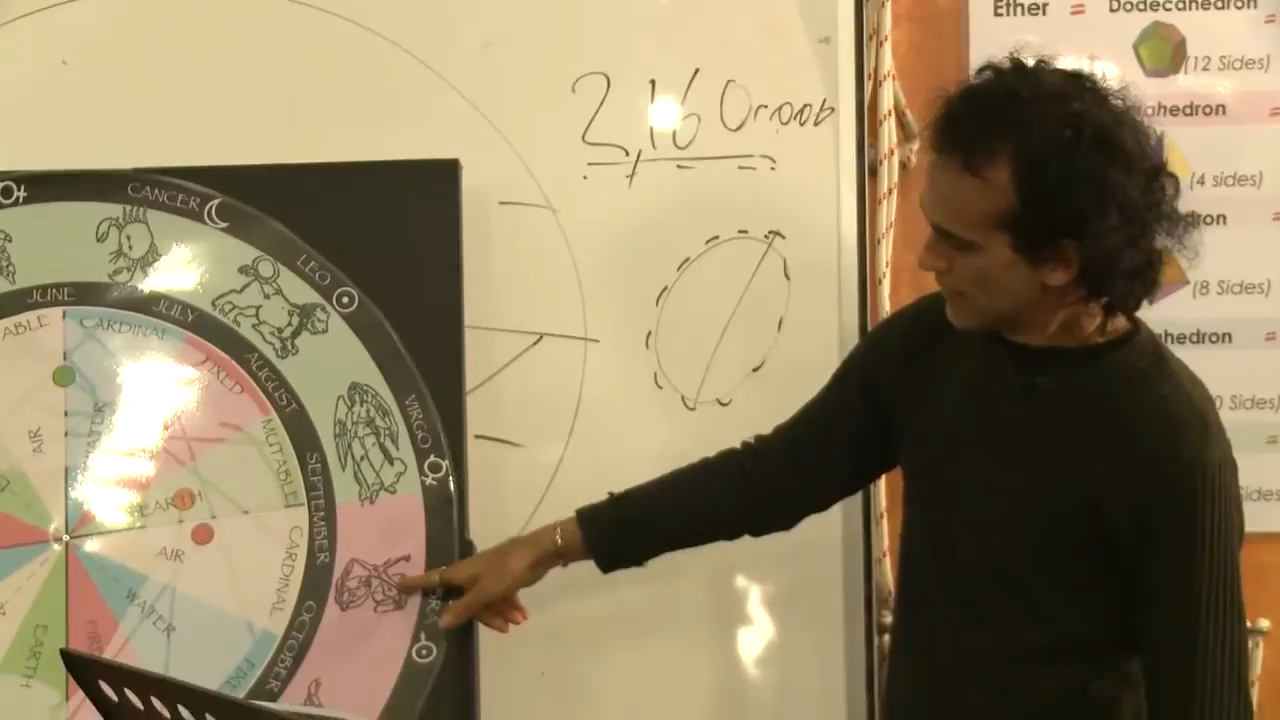 Ether = Dodecahedron =
(12 Sides)
ahedron =
(4 sides)
dron =
(8 Sides)
ahedron =
0 Sides)
=
Sides
2,160
CANCER
LEO
VIRGO
JUNE
JULY
AUGUST
SEPTEMBER
OCTOBER
ABLE
CARDINAL
FIXED
MUTABLE
CARDINAL
FIXE
AIR
WATER
EARTH
AIR
WATER
FIRE
EARTH